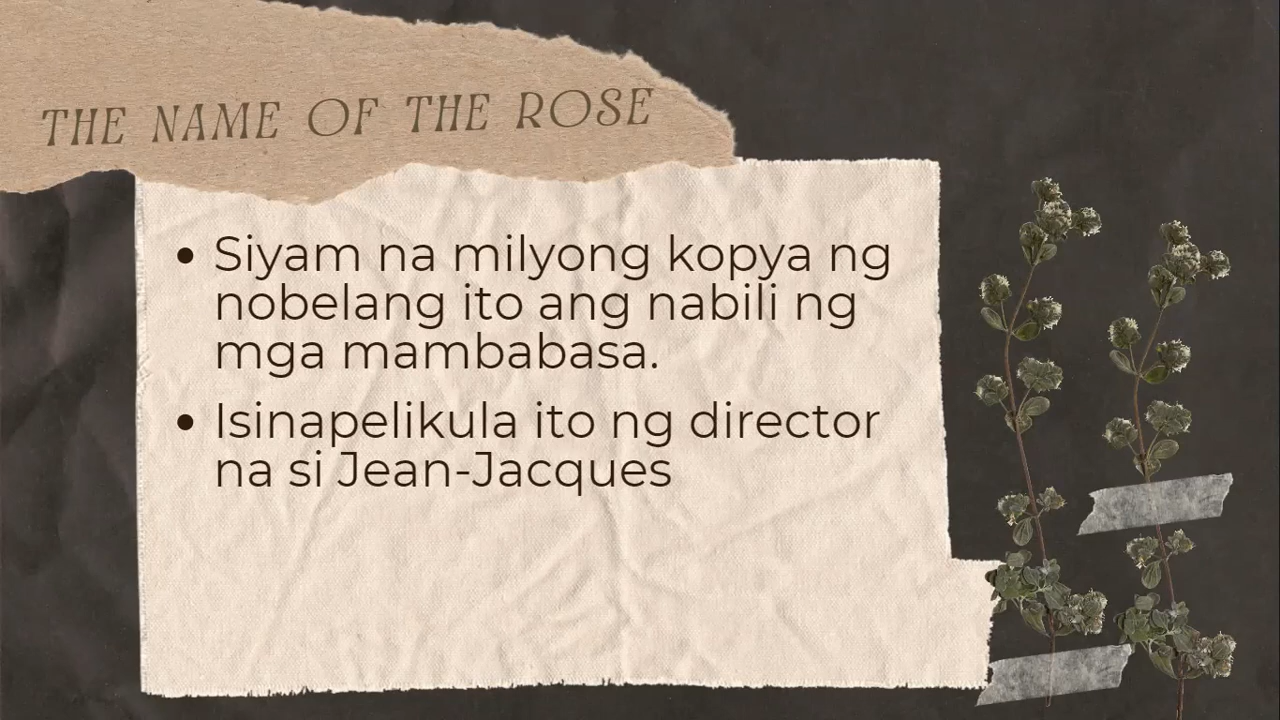 THE NAME OF THE ROSE
• Siyam na milyong kopya ng
nobelang ito ang nabili ng
mga mambabasa.
• Isinapelikula ito ng director
na si Jean-Jacques